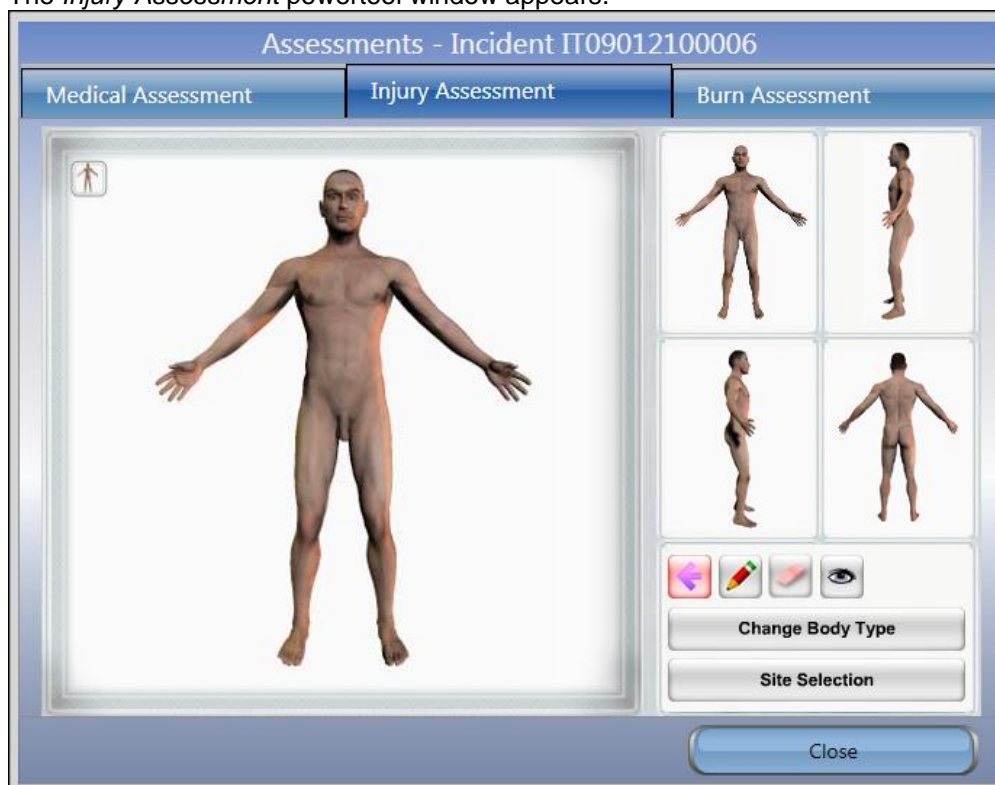 The Injury Assessment powertool window appears.
Assessments - Incident IT09012100006
Medical Assessment
Injury Assessment
Burn Assessment
Change Body Type
Site Selection
Close